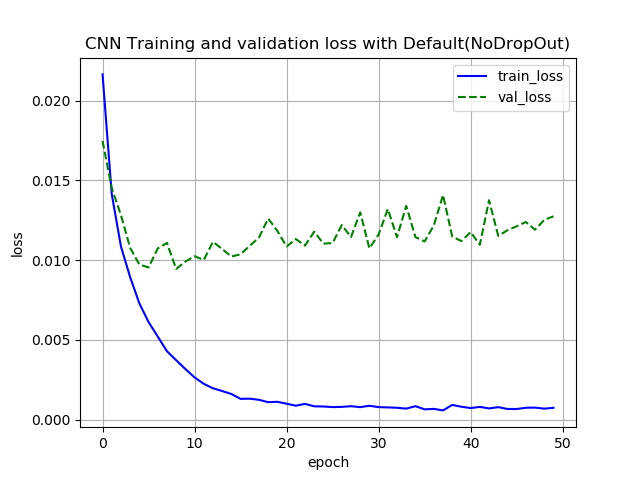 CNN Training and validation loss with Default(NoDropOut)
train_loss
val_loss
0.020
0.015
0.010
0.005
0.000
loss
0 10 20 30 40 50
epoch